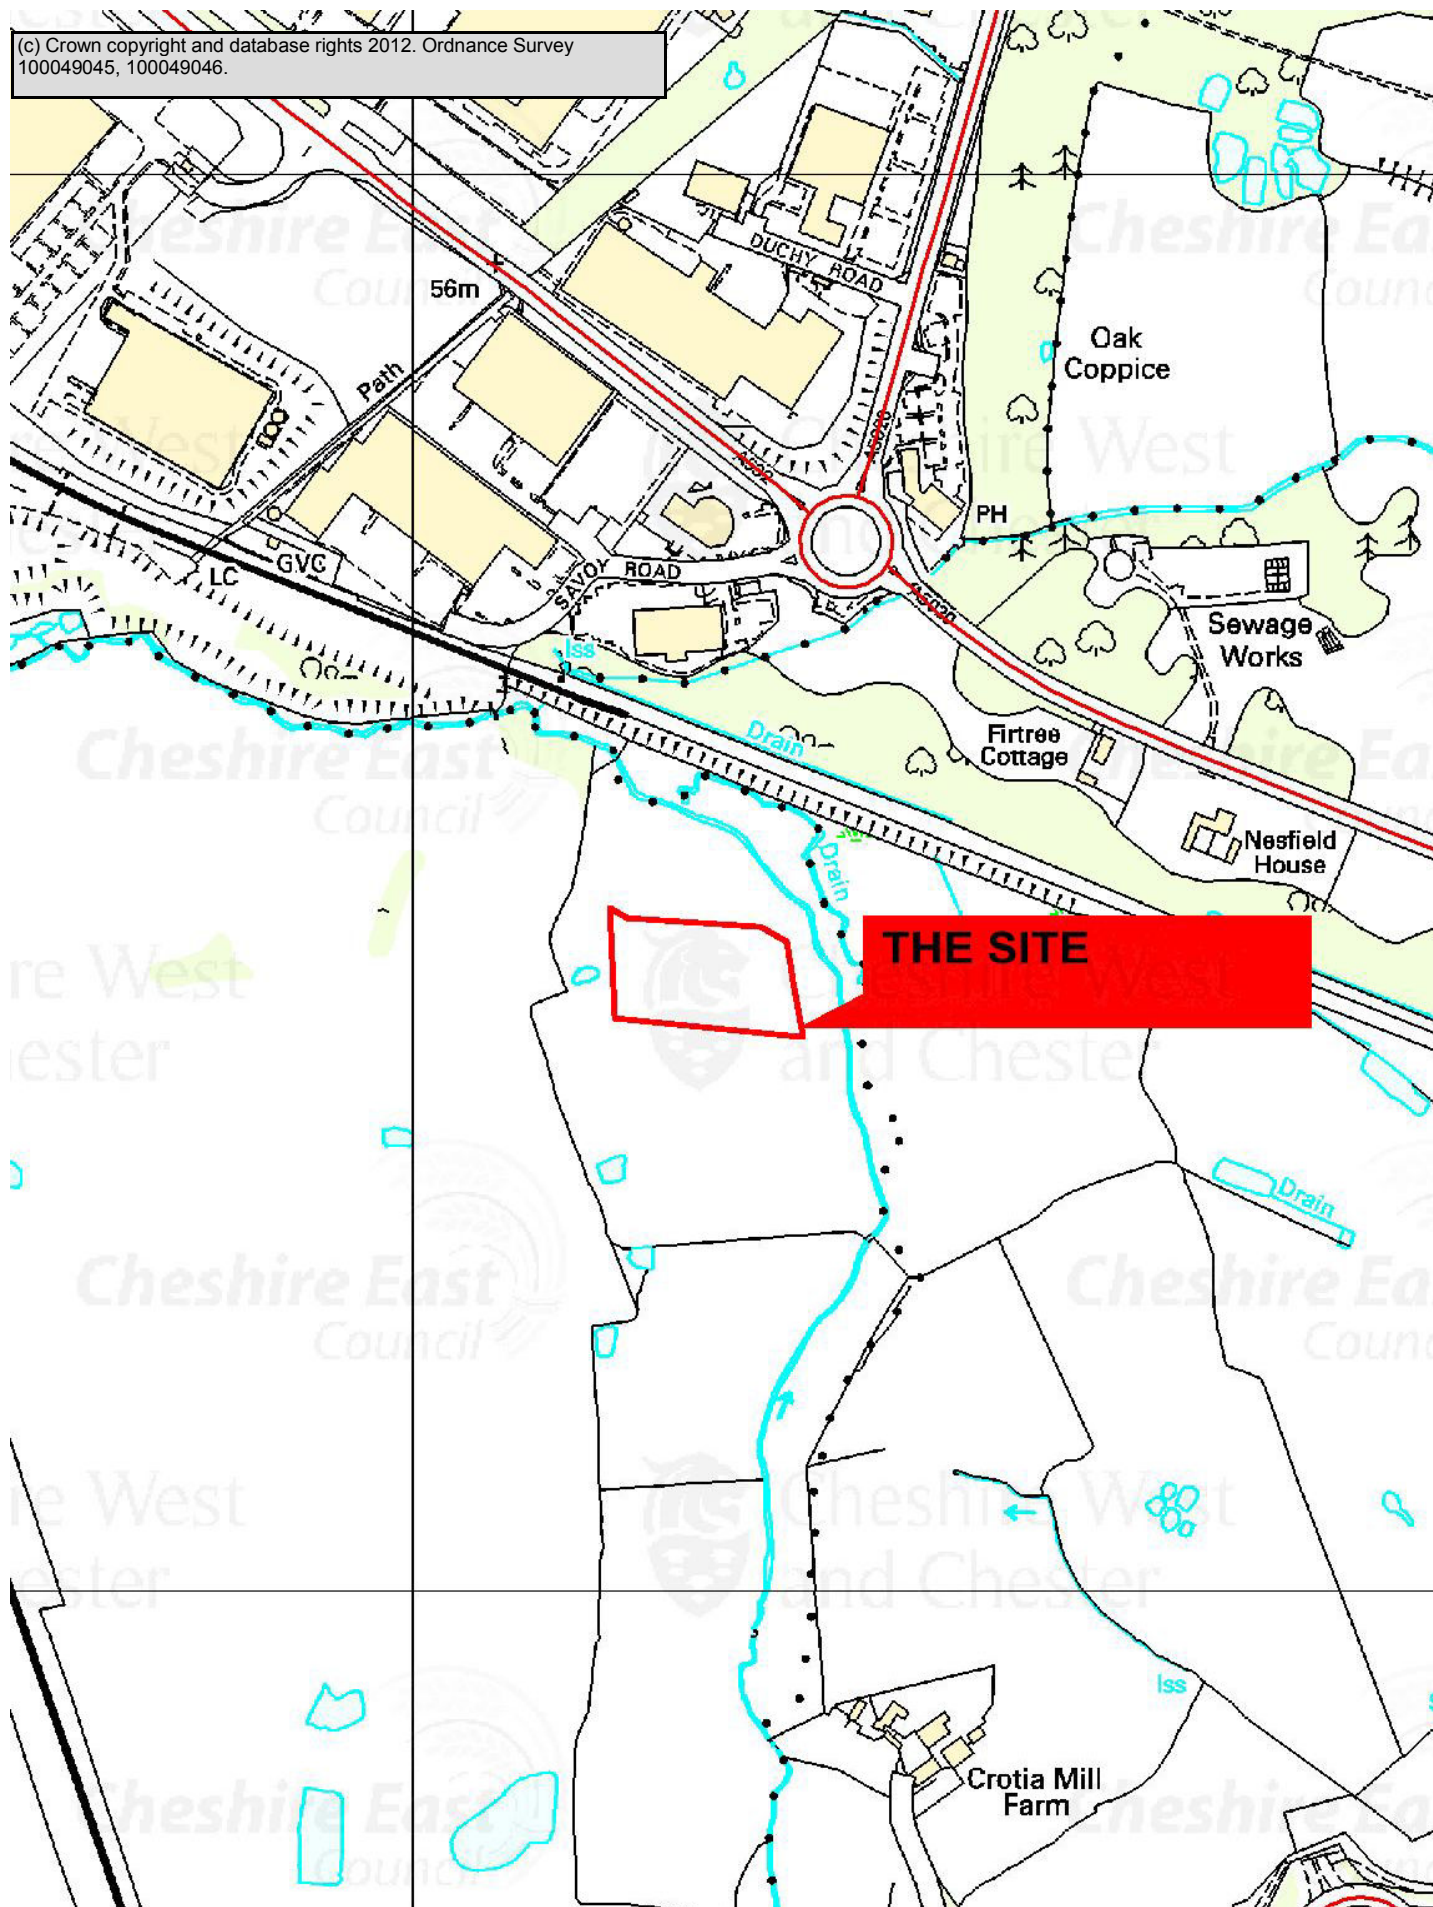 (c) Crown copyright and database rights 2012. Ordnance Survey
100049045, 100049046.
DUCHY ROAD
56m
Path
Oak
Coppice
PH
LC
GVC
SAVOY ROAD
A5020
Sewage
Works
Iss
Drain
Firtree
Cottage
Nesfield
House
Drain
THE SITE
Drain
Iss
Crotia Mill
Farm
Cheshire East
Council
Cheshire West
and Chester